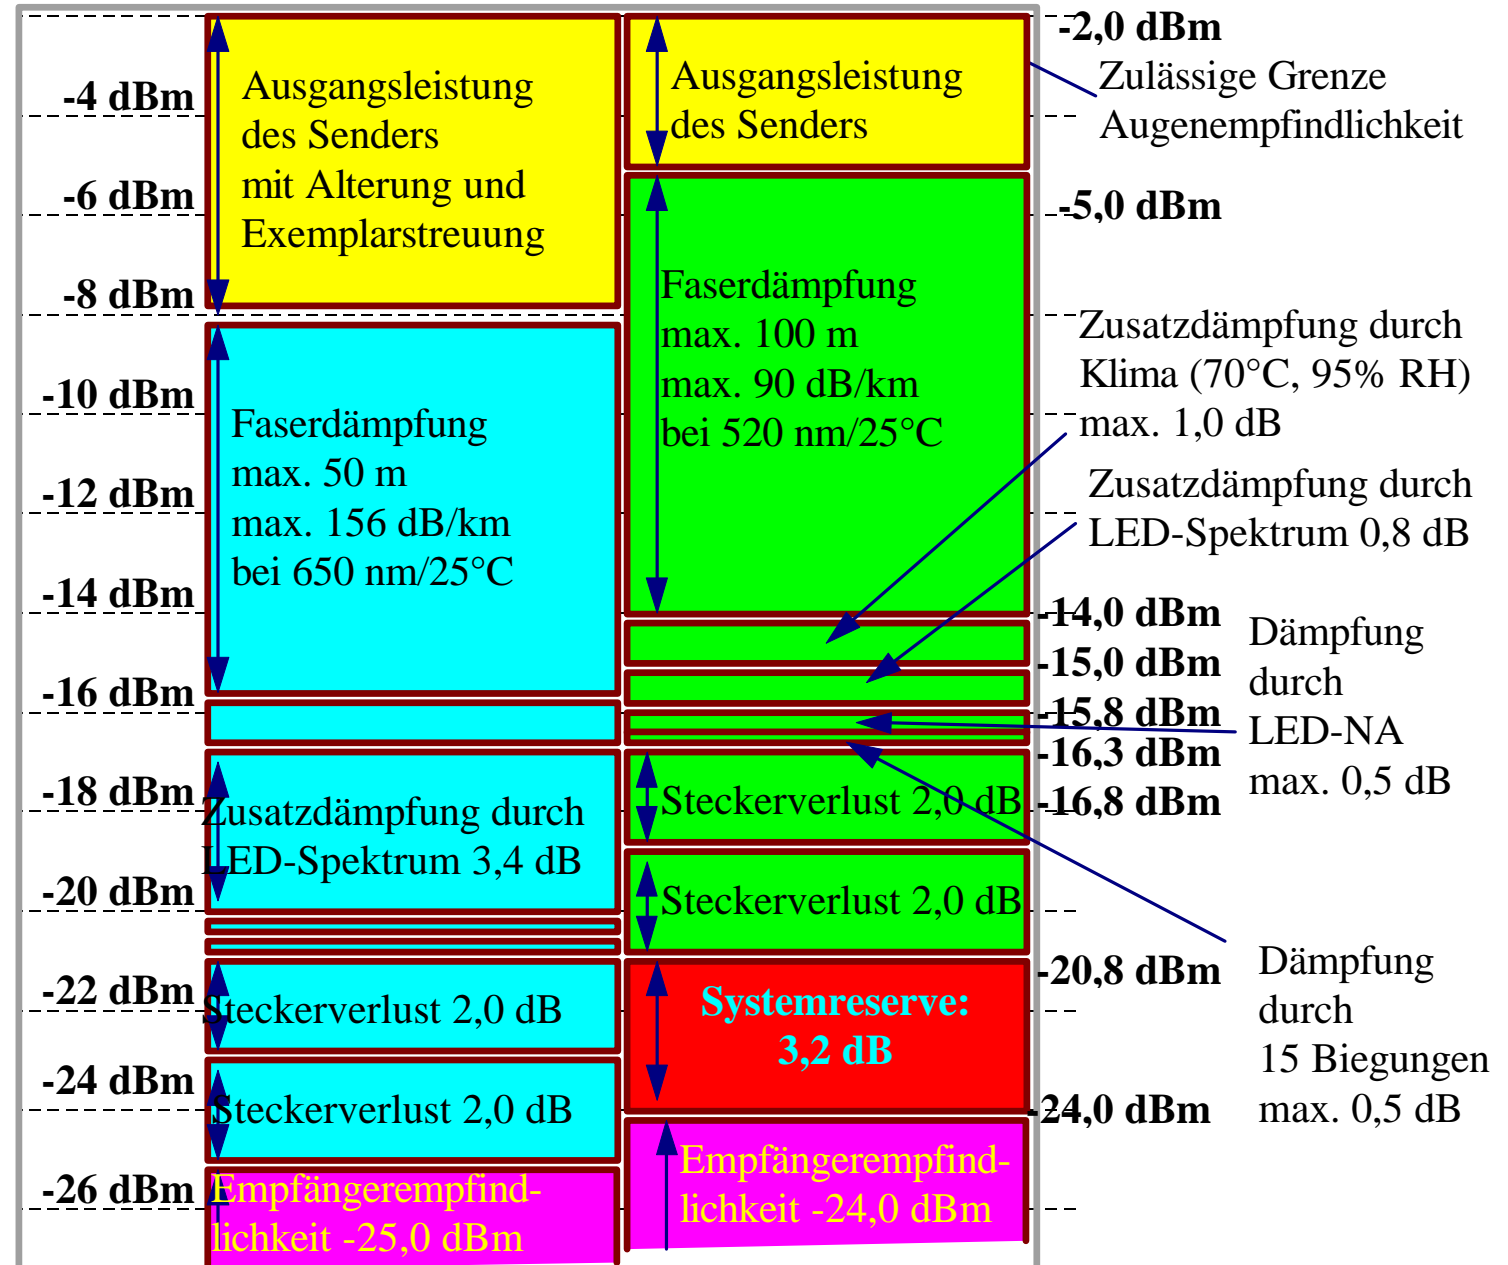 -4 dBm
-6 dBm
-8 dBm
-10 dBm
-12 dBm
-14 dBm
-16 dBm
-18 dBm
-20 dBm
-22 dBm
-24 dBm
-26 dBm
Ausgangsleistung
des Senders
mit Alterung und
Exemplarstreuung
Faserdämpfung
max. 50 m
max. 156 dB/km
bei 650 nm/25°C
Zusatzdämpfung durch
LED-Spektrum 3,4 dB
Steckerverlust 2,0 dB
Steckerverlust 2,0 dB
Empfängerempfind-
lichkeit -25,0 dBm
Ausgangsleistung
des Senders
Faserdämpfung
max. 100 m
max. 90 dB/km
bei 520 nm/25°C
Steckerverlust 2,0 dB
Steckerverlust 2,0 dB
Systemreserve:
3,2 dB
Empfängerempfind-
lichkeit -24,0 dBm
-2,0 dBm
Zulässige Grenze
Augenempfindlichkeit
-5,0 dBm
Zusatzdämpfung durch
Klima (70°C, 95% RH)
max. 1,0 dB
Zusatzdämpfung durch
LED-Spektrum 0,8 dB
-14,0 dBm
-15,0 dBm
-15,8 dBm
-16,3 dBm
-16,8 dBm
Dämpfung
durch
LED-NA
max. 0,5 dB
-20,8 dBm
-24,0 dBm
Dämpfung
durch
15 Biegungen
max. 0,5 dB